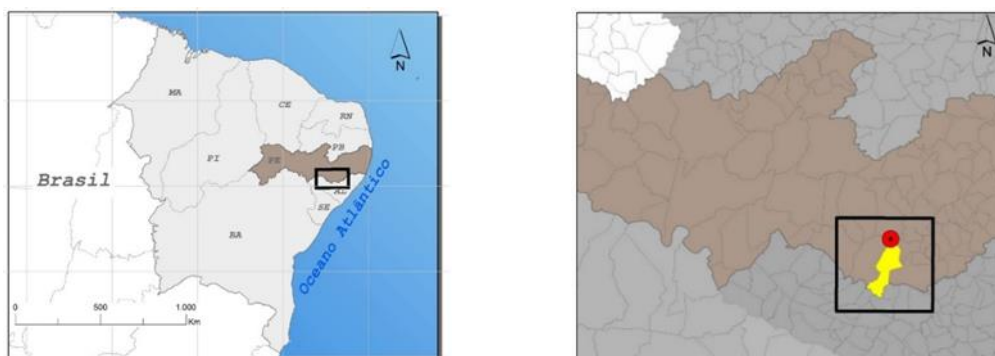 N
MA
CE
RN
PB
PI
PE
Brasil
AL
SE
BA
Oceano Atlântico
0 500 1.000
Km
N